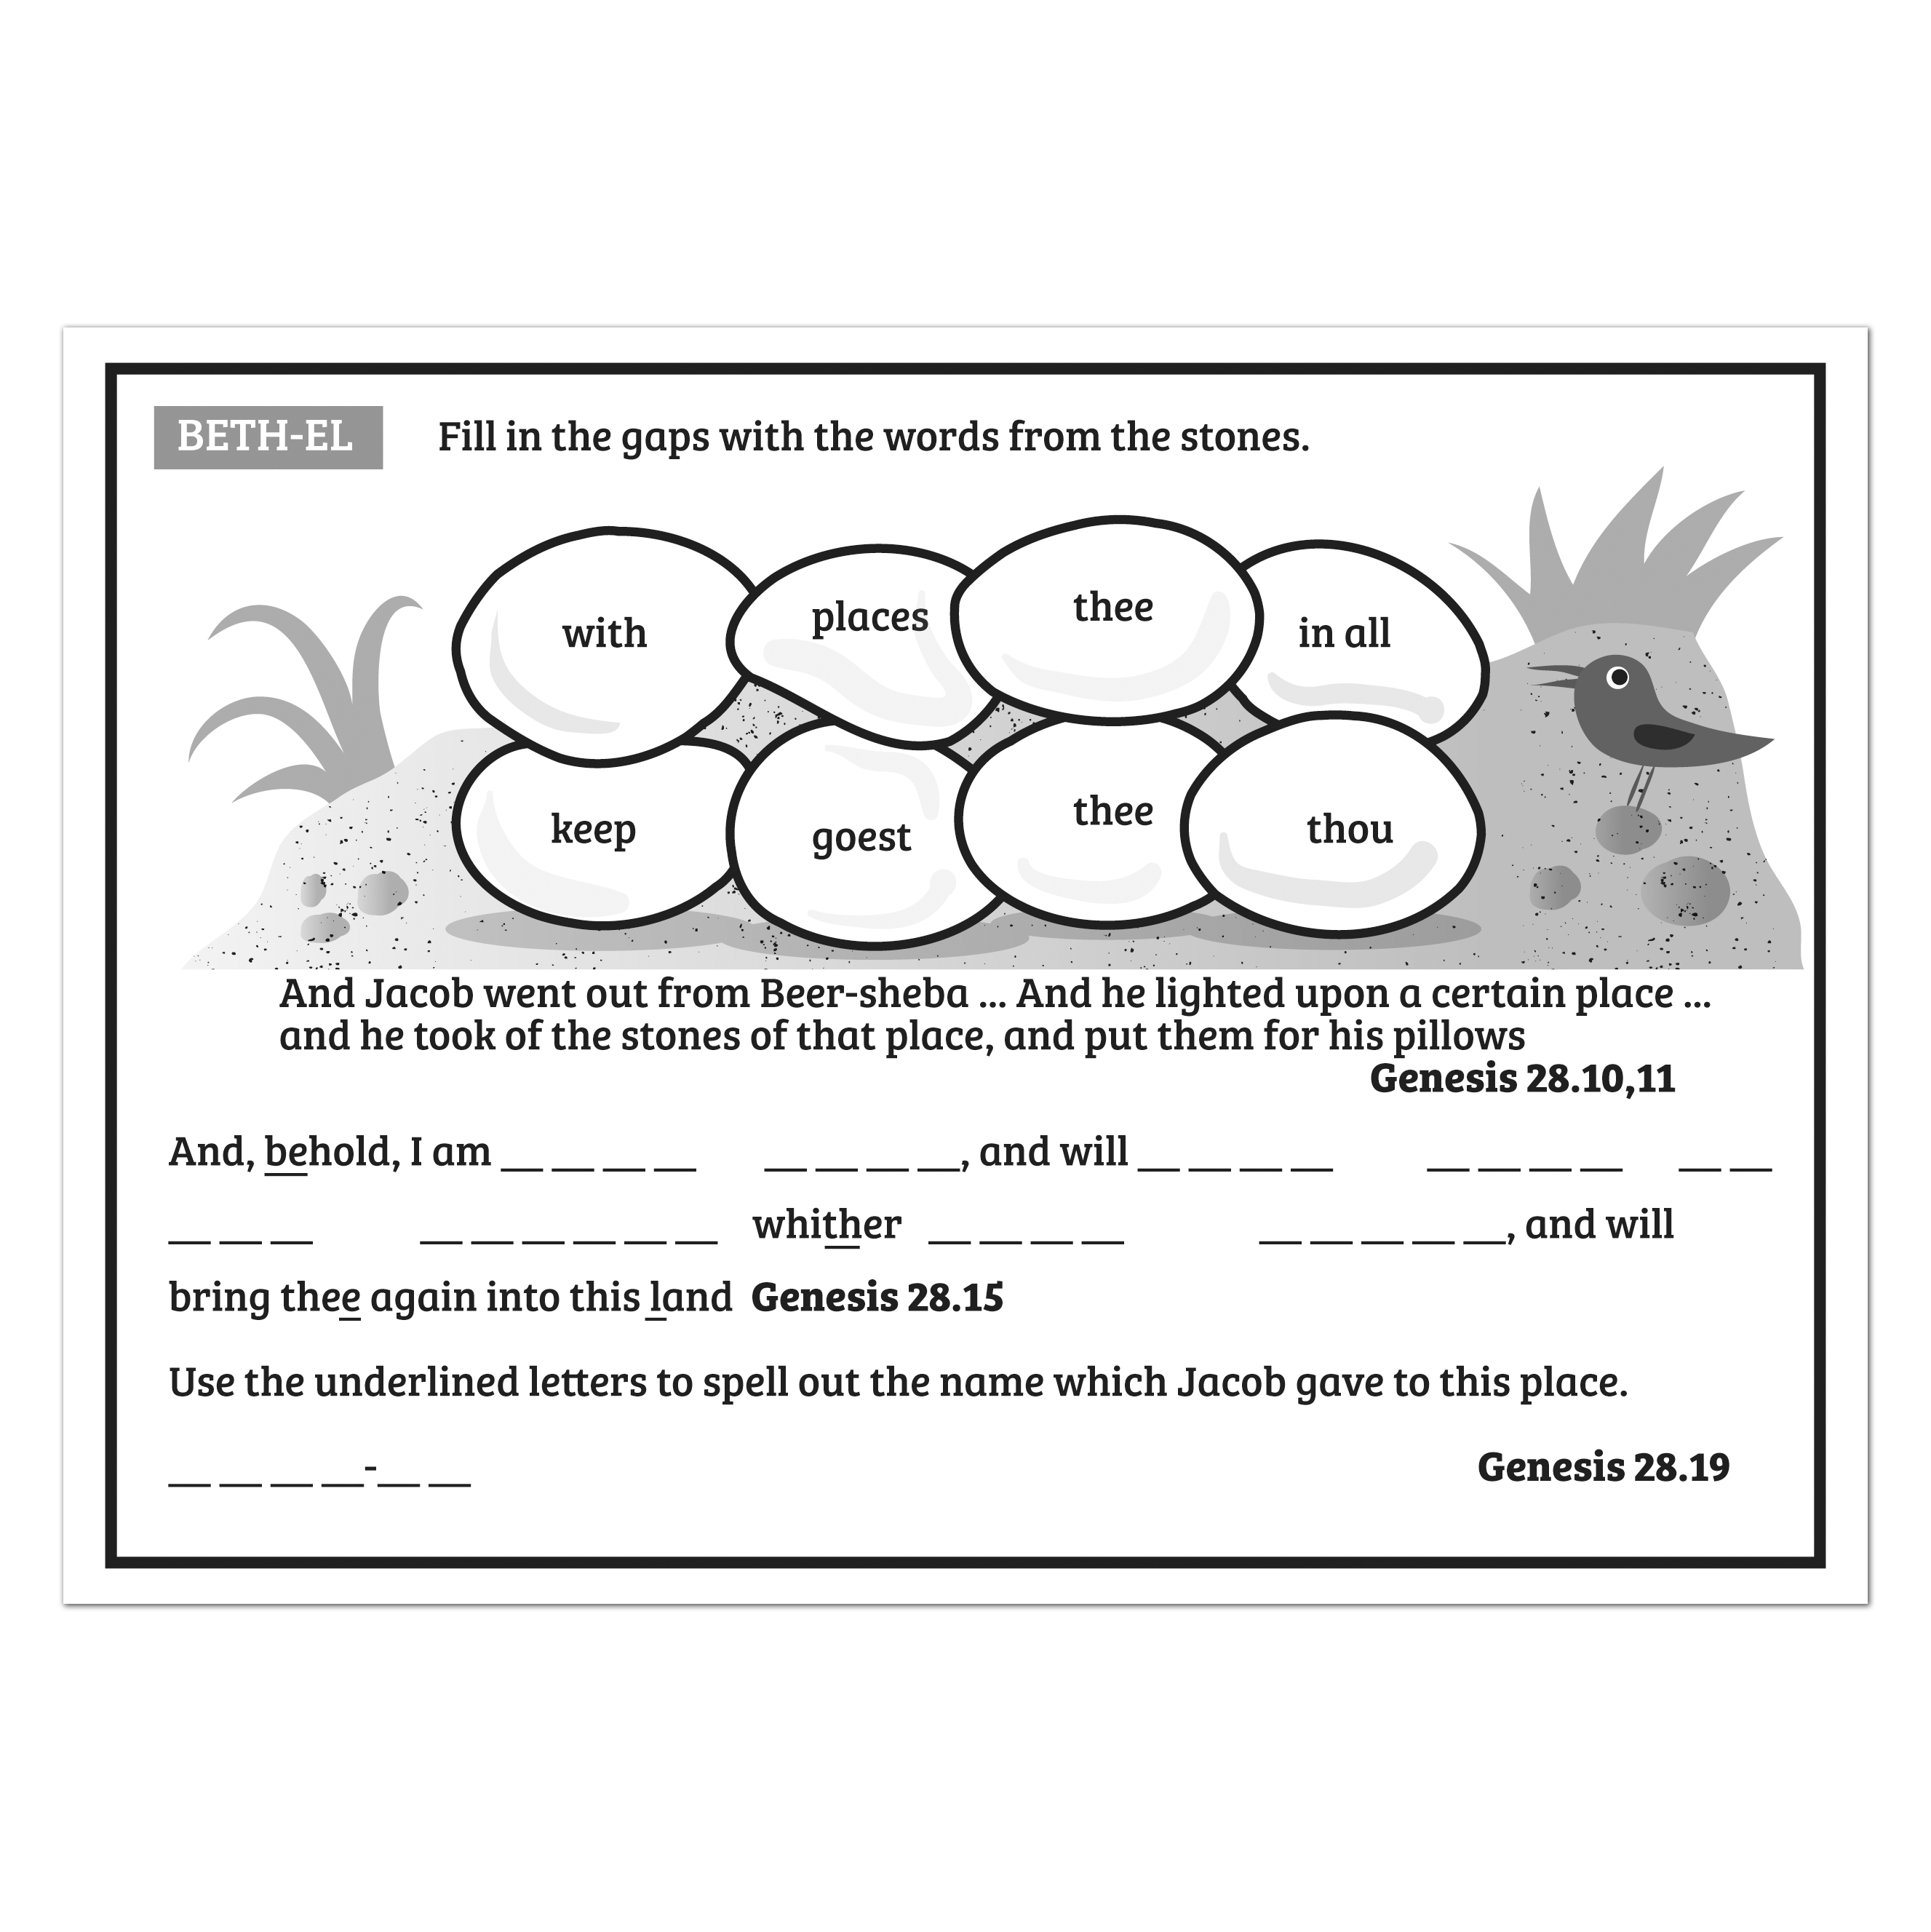 BETH-EL Fill in the gaps with the words from the stones.
with places thee in all
keep goest thee thou
And Jacob went out from Beer-sheba ... And he lighted upon a certain place ...
and he took of the stones of that place, and put them for his pillows
Genesis 28.10,11
And, behold, I am __ __ __ __ __ __ __ __, and will __ __ __ __ __ __ __ __ __ __
__ __ __ __ __ __ __ __ __ whither __ __ __ __ __ __ __ __ __, and will
bring thee again into this land Genesis 28.15
Use the underlined letters to spell out the name which Jacob gave to this place.
__ __ __ __-__ __ Genesis 28.19